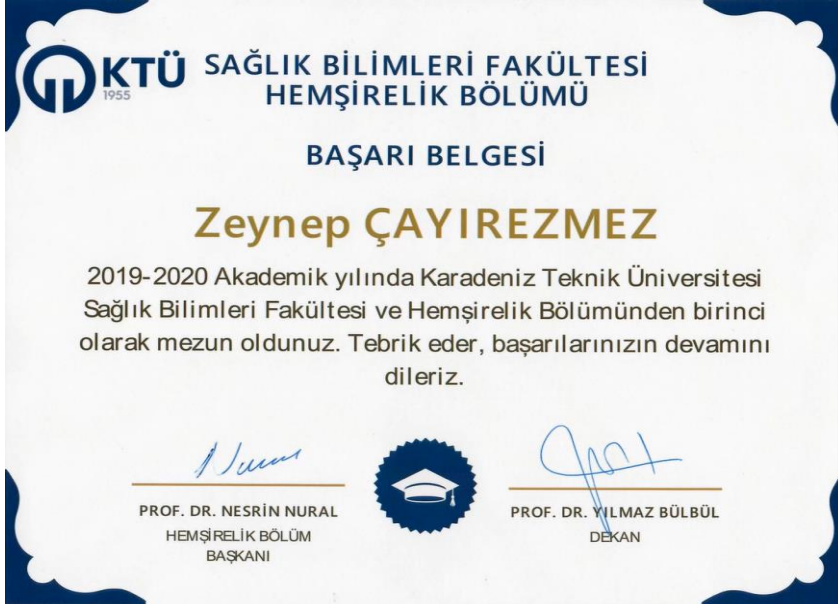 KTÜ
1955
SAĞLIK BİLİMLERİ FAKÜLTESİ
HEMŞİRELİK BÖLÜMÜ
BAŞARI BELGESİ
Zeynep ÇAYIREZMEZ
2019-2020 Akademik yılında Karadeniz Teknik Üniversitesi
Sağlık Bilimleri Fakültesi ve Hemşirelik Bölümünden birinci
olarak mezun oldunuz. Tebrik eder, başarılarınızın devamını
dileriz.
PROF. DR. NESRİN NURAL
HEMŞİRELİK BÖLÜM
BAŞKANI
PROF. DR. YILMAZ BÜLBÜL
DEKAN